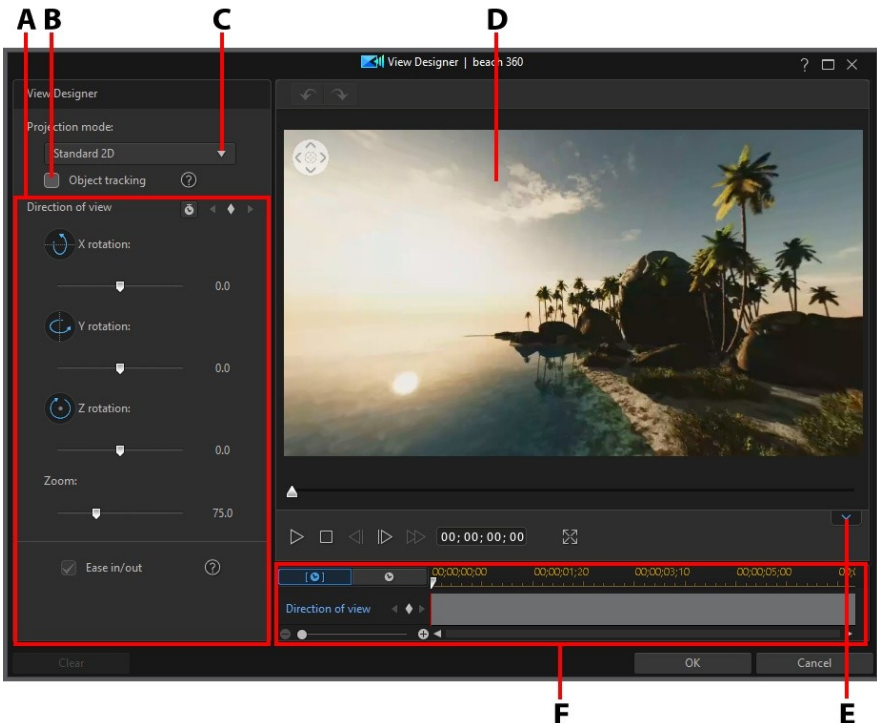 A B C D
View Designer | beach 360
?
View Designer
Projection mode:
Standard 2D
Object tracking ?
Direction of view
X rotation:
0.0
Y rotation:
0.0
Z rotation:
0.0
Zoom:
75.0
Ease in/out ?
00;00;00;00
00;00;00;00 00;00;01;20 00;00;03;10 00;00;05;00
Direction of view
Clear OK Cancel
F E